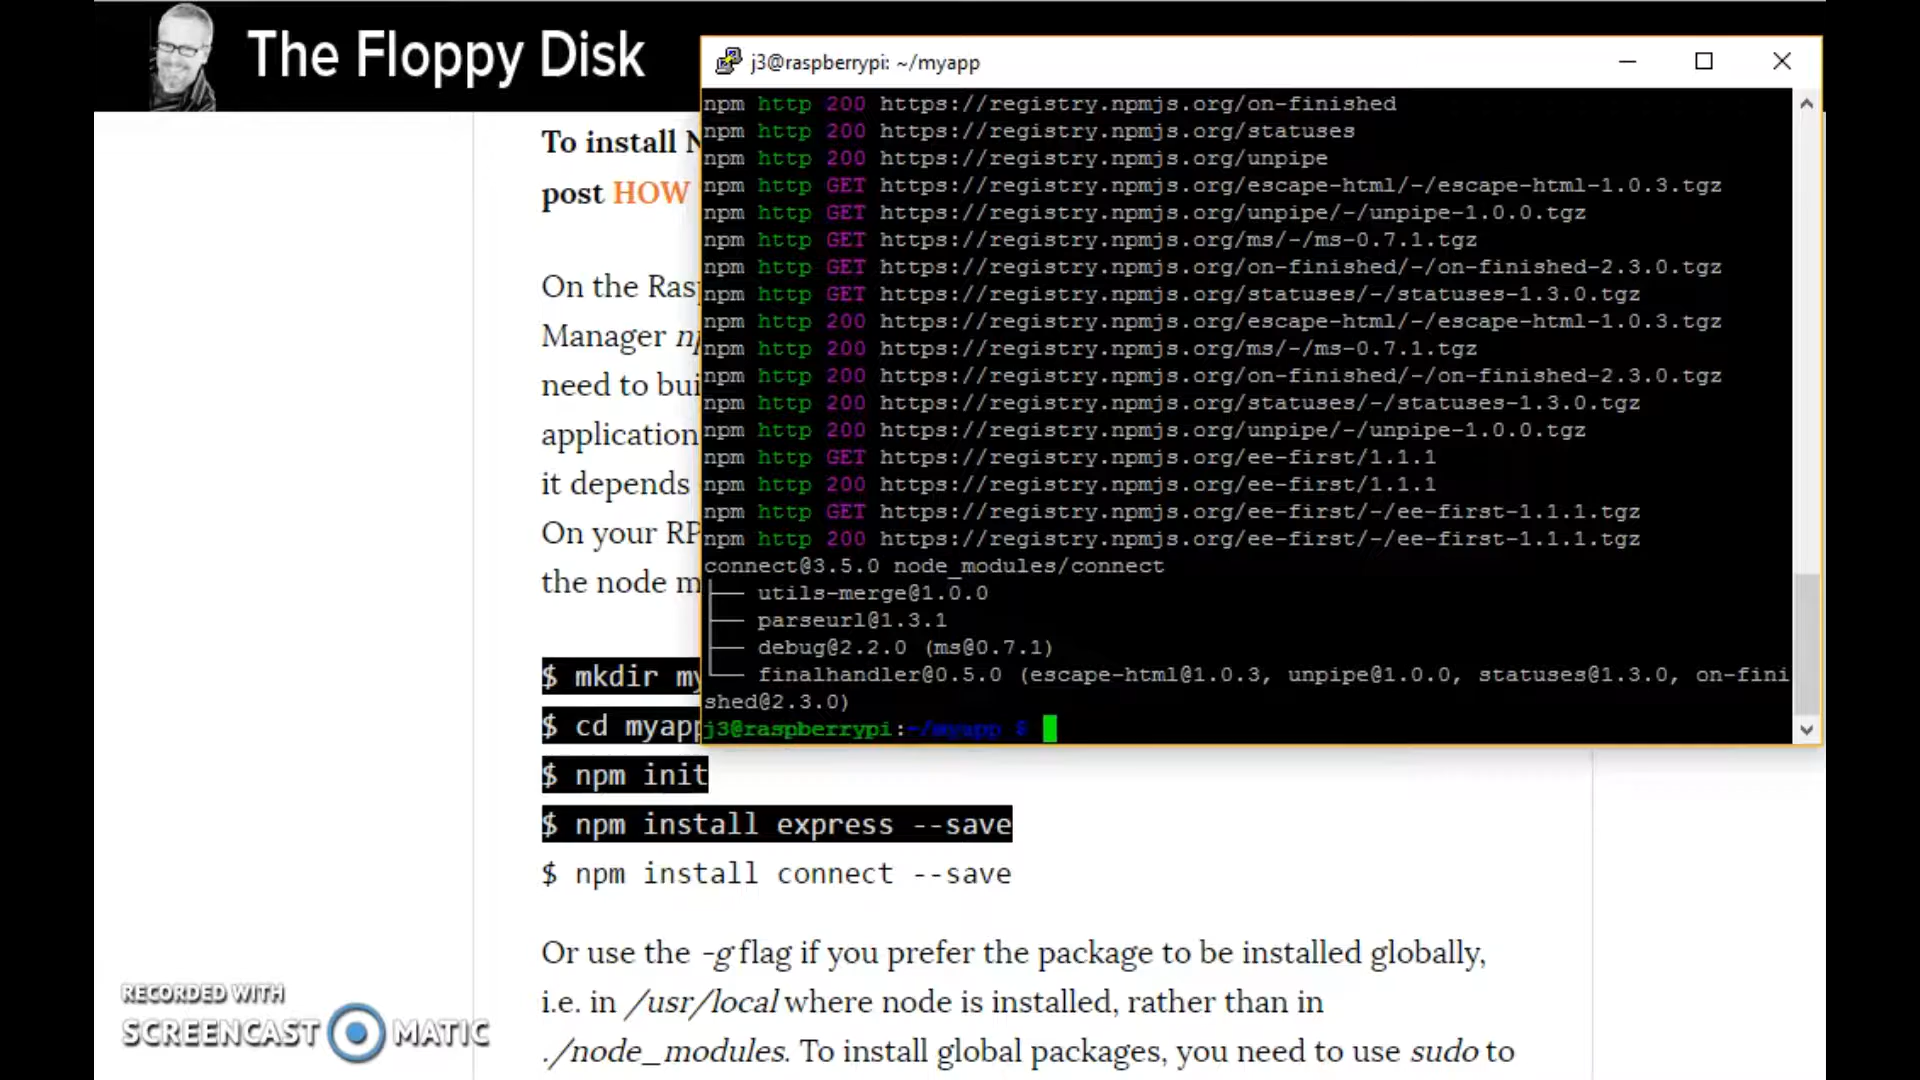 The Floppy Disk
j3@raspberrypi: ~/myapp
npm http 200 https://registry.npmjs.org/on-finished
npm http 200 https://registry.npmjs.org/statuses
npm http 200 https://registry.npmjs.org/unpipe
npm http GET https://registry.npmjs.org/escape-html/-/escape-html-1.0.3.tgz
npm http GET https://registry.npmjs.org/unpipe/-/unpipe-1.0.0.tgz
npm http GET https://registry.npmjs.org/ms/-/ms-0.7.1.tgz
npm http GET https://registry.npmjs.org/on-finished/-/on-finished-2.3.0.tgz
npm http GET https://registry.npmjs.org/statuses/-/statuses-1.3.0.tgz
npm http 200 https://registry.npmjs.org/escape-html/-/escape-html-1.0.3.tgz
npm http 200 https://registry.npmjs.org/ms/-/ms-0.7.1.tgz
npm http 200 https://registry.npmjs.org/on-finished/-/on-finished-2.3.0.tgz
npm http 200 https://registry.npmjs.org/statuses/-/statuses-1.3.0.tgz
npm http 200 https://registry.npmjs.org/unpipe/-/unpipe-1.0.0.tgz
npm http GET https://registry.npmjs.org/ee-first/1.1.1
npm http 200 https://registry.npmjs.org/ee-first/1.1.1
npm http GET https://registry.npmjs.org/ee-first/-/ee-first-1.1.1.tgz
npm http 200 https://registry.npmjs.org/ee-first/-/ee-first-1.1.1.tgz
connect@3.5.0 node_modules/connect
├── utils-merge@1.0.0
├── parseurl@1.3.1
├── debug@2.2.0 (ms@0.7.1)
└── finalhandler@0.5.0 (escape-html@1.0.3, unpipe@1.0.0, statuses@1.3.0, on-fini
shed@2.3.0)
j3@raspberrypi:~/myapp $
To install
post HOW
On the
Manager
need to
application
it depends
On your
the node
$ mkdir
$ cd myapp
$ npm init
$ npm install express --save
$ npm install connect --save
Or use the -g flag if you prefer the package to be installed globally,
i.e. in /usr/local where node is installed, rather than in
./node_modules. To install global packages, you need to use sudo to
RECORDED WITH
SCREENCAST MATIC